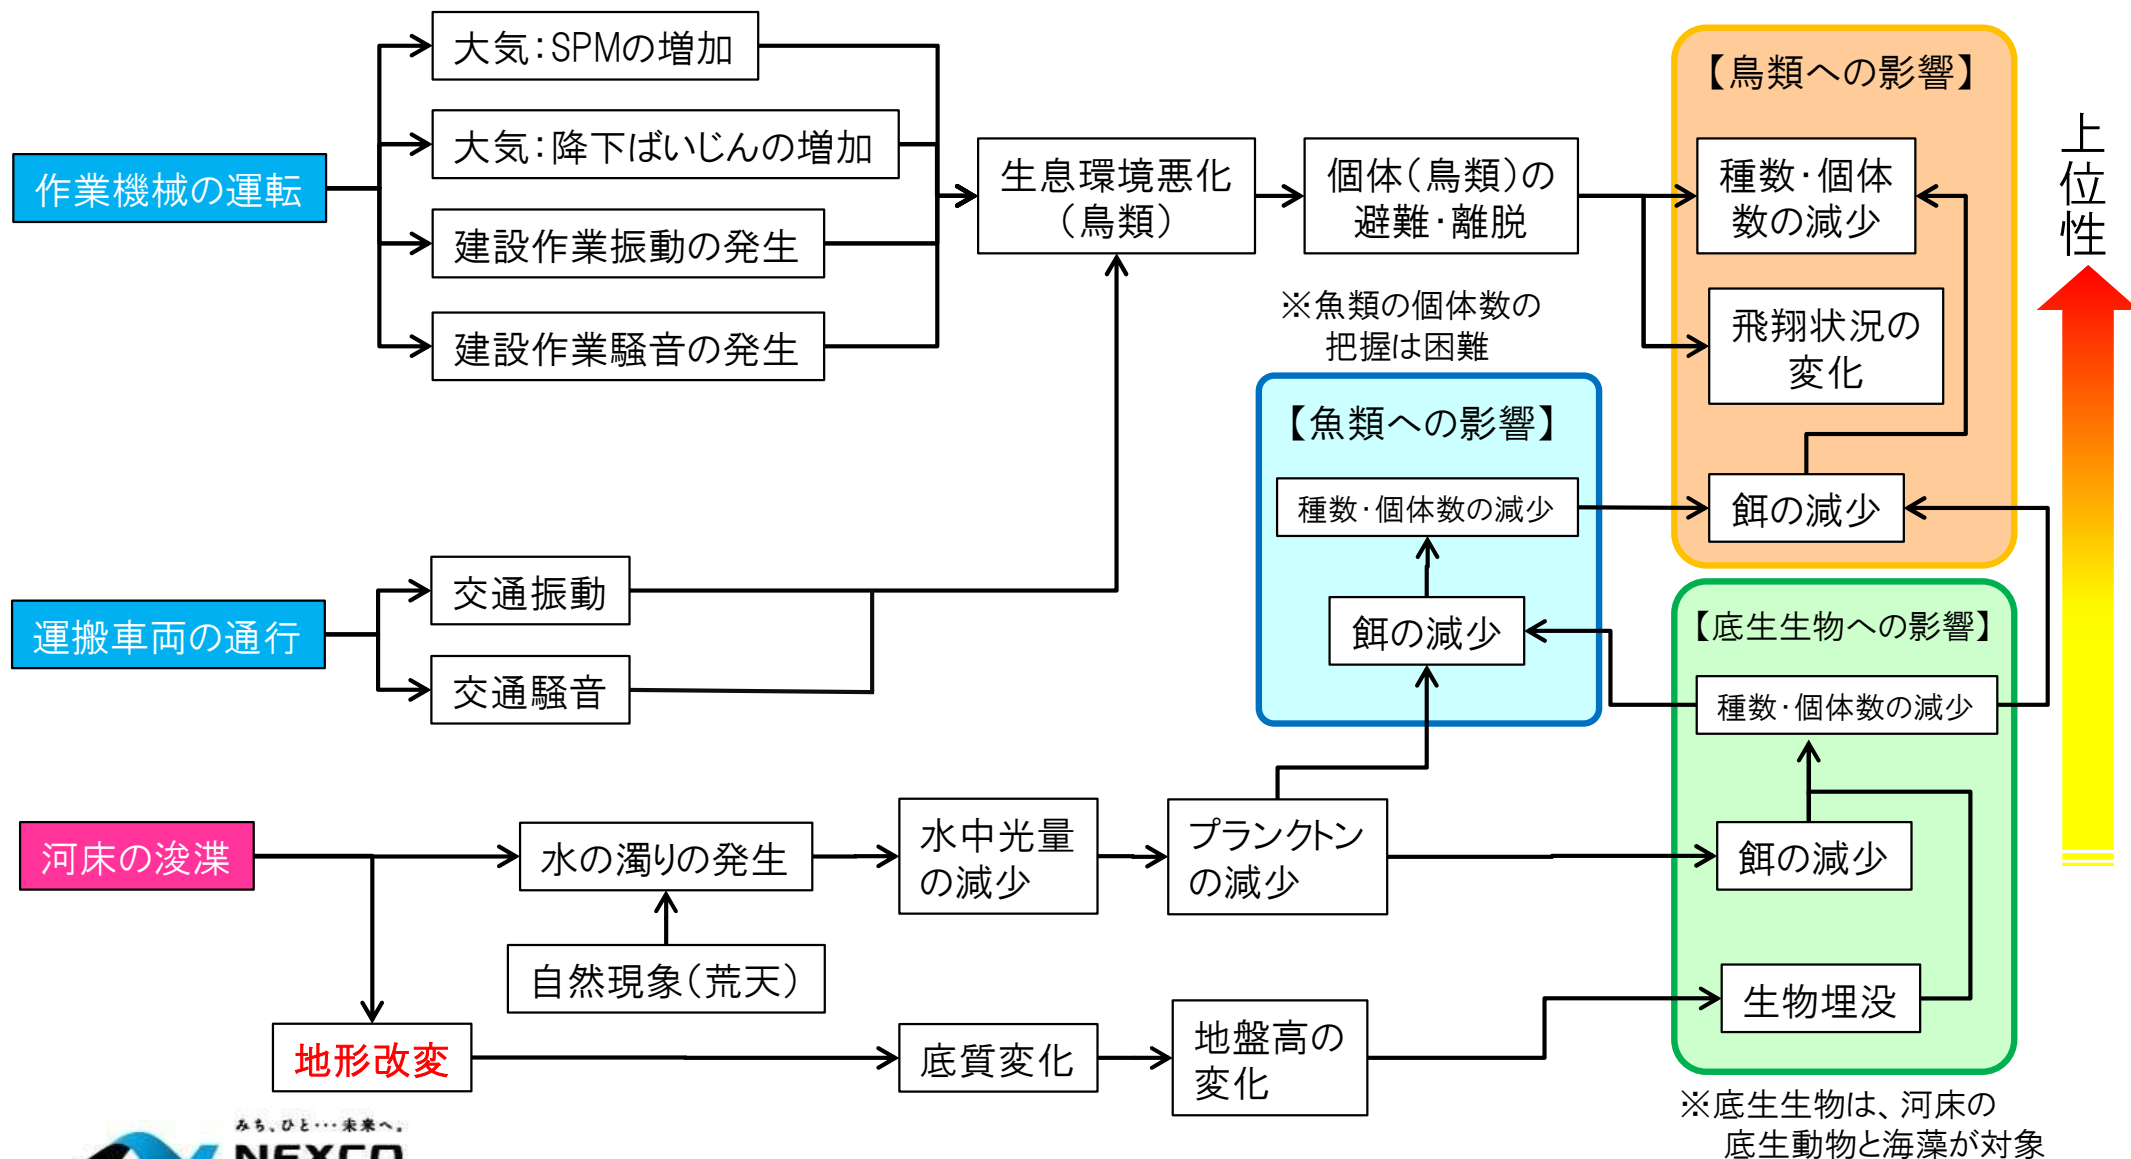 大気：SPMの増加
【鳥類への影響】
大気：降下ばいじんの増加
上位性
作業機械の運転
生息環境悪化
（鳥類）
個体（鳥類）の
避難・離脱
種数・個体
数の減少
建設作業振動の発生
※魚類の個体数の
把握は困難
飛翔状況の
変化
建設作業騒音の発生
【魚類への影響】
種数・個体数の減少
餌の減少
交通振動
餌の減少
【底生生物への影響】
運搬車両の通行
交通騒音
種数・個体数の減少
河床の浚渫
水の濁りの発生
水中光量
の減少
プランクトン
の減少
餌の減少
自然現象（荒天）
生物埋没
地形改変
底質変化
地盤高の
変化
※底生生物は、河床の
底生動物と海藻が対象
みち、ひと・・・未来へ。
NEXCO